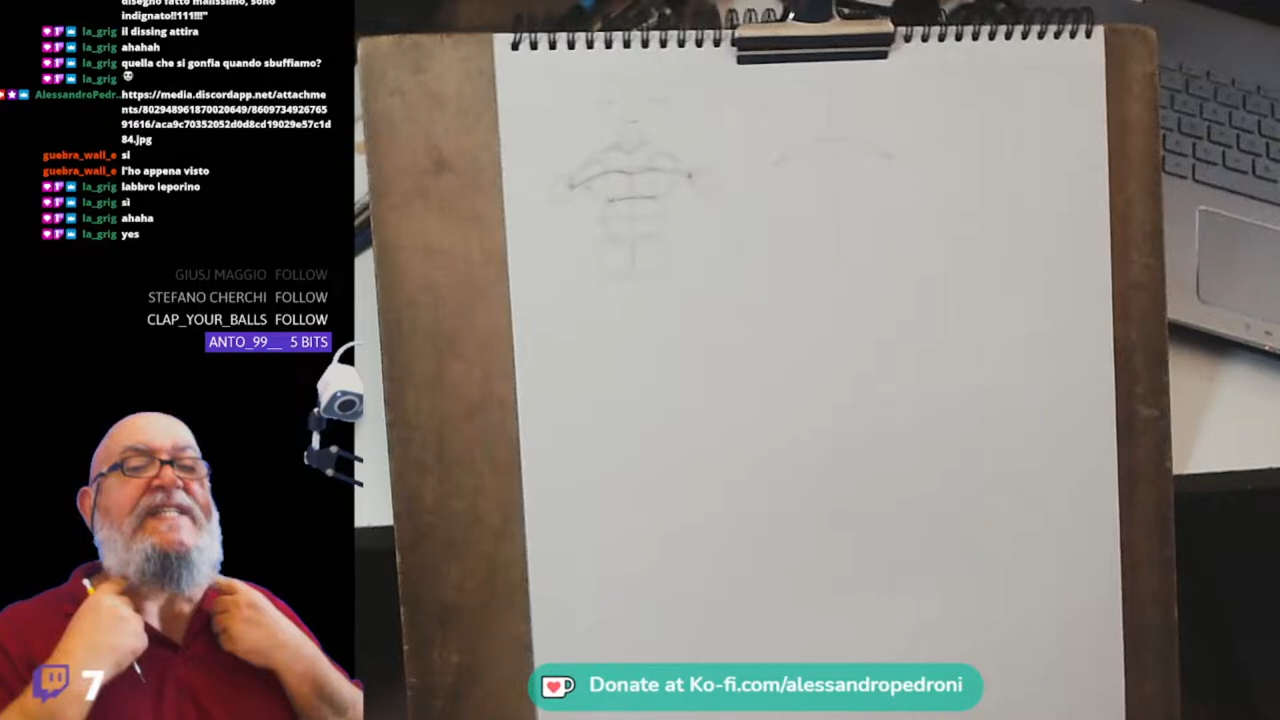 disegno fatto malissimo, sono
indignato!!111!!!"
la_grig il dissing attira
la_grig ahahah
la_grig quella che si gonfia quando sbuffiamo?
la_grig
AlessandroPedr.. https://media.discordapp.net/attachme
nts/802948961870020649/8609734926765
91616/aca9c70352052d0d8cd19029e57c1d
84.jpg
guebra_wall_e si
guebra_wall_e l'ho appena visto
la_grig labbro leporino
la_grig sì
la_grig ahaha
la_grig yes
GIUSJ MAGGIO FOLLOW
STEFANO CHERCHI FOLLOW
CLAP_YOUR_BALLS FOLLOW
ANTO_99__ 5 BITS
7
Donate at Ko-fi.com/alessandropedroni